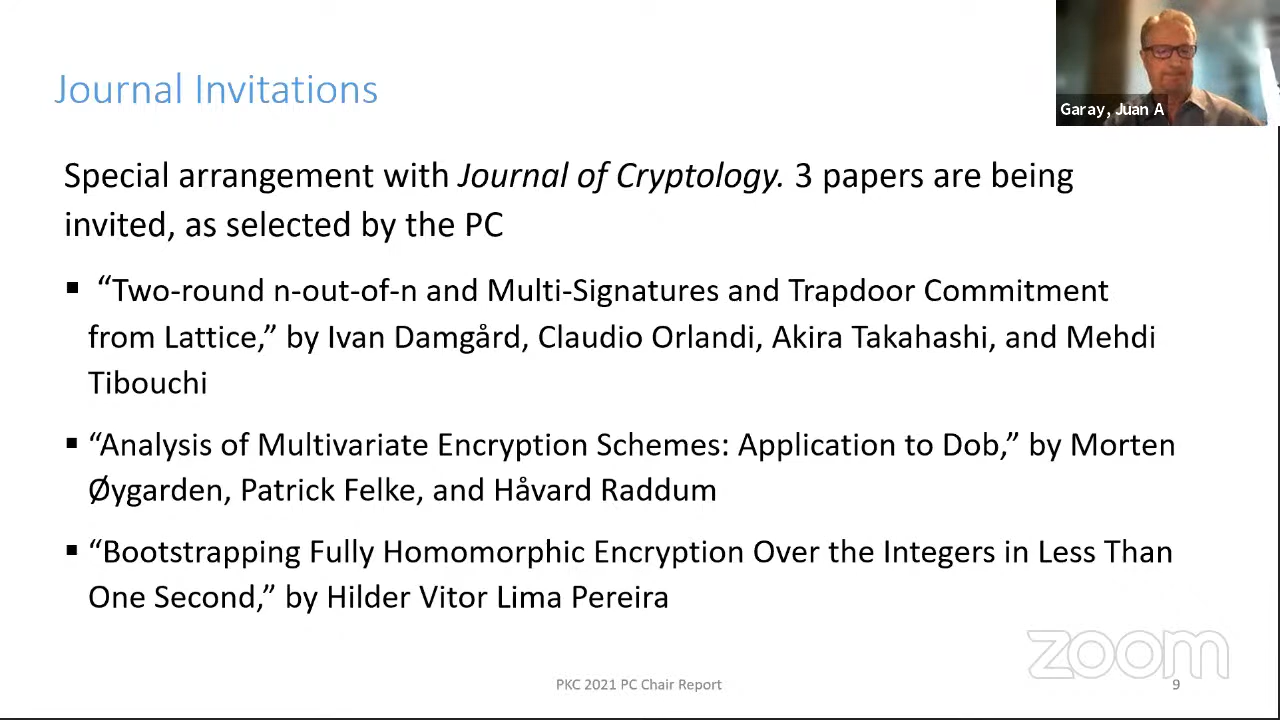 Garay, Juan A
Journal Invitations
Special arrangement with Journal of Cryptology. 3 papers are being
invited, as selected by the PC
▪ “Two-round n-out-of-n and Multi-Signatures and Trapdoor Commitment
from Lattice,” by Ivan Damgård, Claudio Orlandi, Akira Takahashi, and Mehdi
Tibouchi
▪ “Analysis of Multivariate Encryption Schemes: Application to Dob,” by Morten
Øygarden, Patrick Felke, and Håvard Raddum
▪ “Bootstrapping Fully Homomorphic Encryption Over the Integers in Less Than
One Second,” by Hilder Vitor Lima Pereira
zoom
PKC 2021 PC Chair Report
9